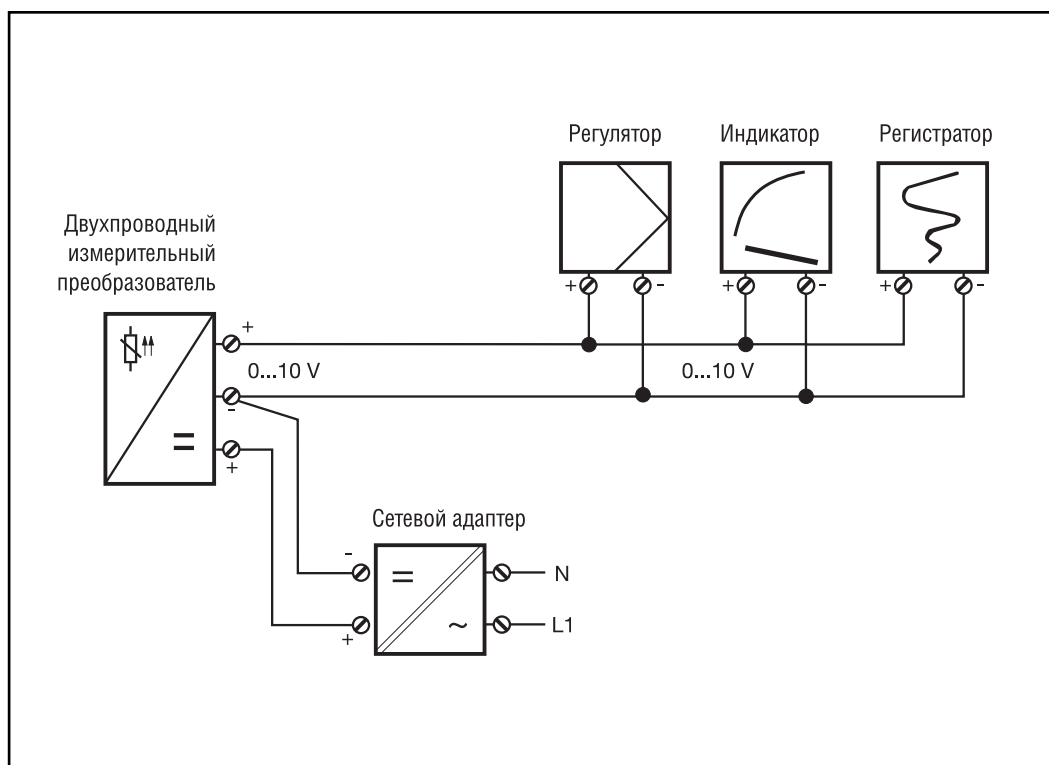 Регулятор
Индикатор
Регистратор
Двухпроводный
измерительный
преобразователь
+ -
+ -
+ -
+
0...10 V
0...10 V
-
+
Сетевой адаптер
-
N
+
L1